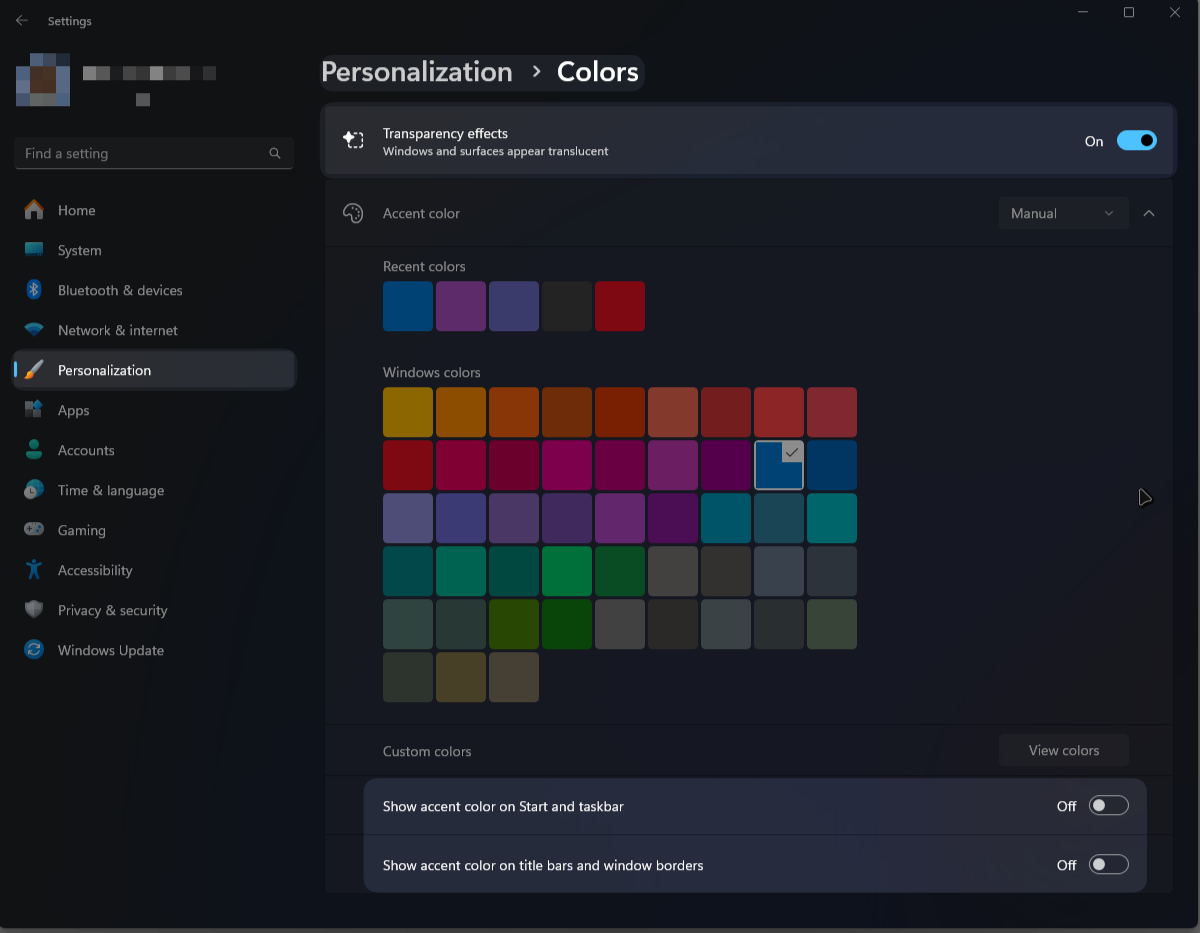 Settings
Find a setting
Home
System
Bluetooth & devices
Network & internet
Personalization
Apps
Accounts
Time & language
Gaming
Accessibility
Privacy & security
Windows Update
Personalization > Colors
Transparency effects
Windows and surfaces appear translucent
On
Accent color
Manual
Recent colors
Windows colors
Custom colors
View colors
Show accent color on Start and taskbar
Off
Show accent color on title bars and window borders
Off